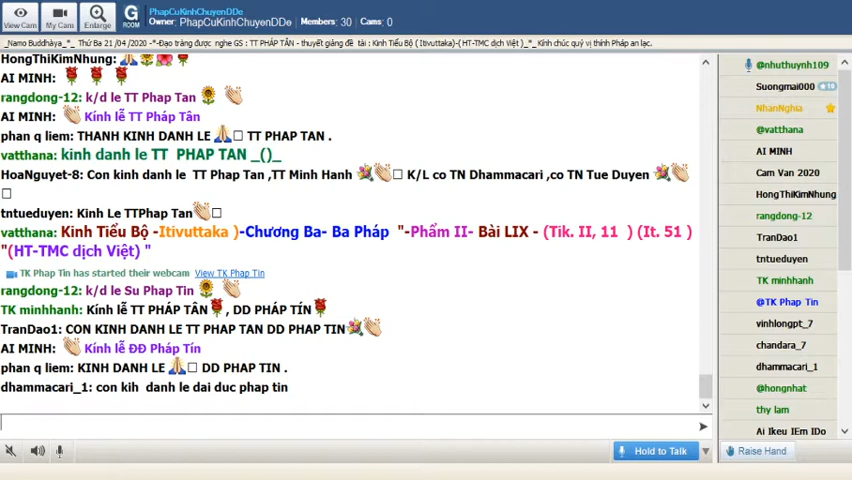 View Cam
My Cam
Enlarge
G
ROOM
PhapCuKinhChuyenDDe
Owner: PhapCuKinhChuyenDDe / Members: 30 / Cams: 0
_Namo Buddhàya_*_ Thứ Ba 21 /04 /2020 -*-Đạo tràng được nghe GS : TT PHÁP TÂN - thuyết giảng đề tài : Kinh Tiểu Bộ ( Itivuttaka)-( HT-TMC dịch Việt )_*_ Kính chúc quý vị thính Pháp an lạc.
HongThiKimNhung: 🙏🌻🌺🌹
AI MINH: 🌹🌹🌹
rangdong-12: k/d le TT Phap Tan 🌻 👏
AI MINH: 👏 Kính lễ TT Pháp Tân
phan q liem: THANH KINH DANH LE 🙏 TT PHAP TAN .
vatthana: kinh danh le TT PHAP TAN _()_
HoaNguyet-8: Con kinh danh le TT Phap Tan ,TT Minh Hanh 💐👏 K/L co TN Dhammacari ,co TN Tue Duyen 💐👏
tntueduyen: Kinh Le TTPhap Tan👏
vatthana: Kinh Tiểu Bộ -Itivuttaka )-Chương Ba- Ba Pháp "-Phẩm II- Bài LIX - (Tik. II, 11 ) (It. 51 )
"(HT-TMC dịch Việt) "
TK Phap Tin has started their webcam View TK Phap Tin
rangdong-12: k/d le Su Phap Tin 🌻 👏
TK minhhanh: Kính lễ TT PHÁP TÂN🌹, DD PHÁP TÍN🌹
TranDao1: CON KINH DANH LE TT PHAP TAN DD PHAP TIN💐👏
AI MINH: 👏 Kính lễ ĐĐ Pháp Tín
phan q liem: KINH DANH LE 🙏 DD PHAP TIN .
dhammacari_1: con kih danh le dai duc phap tin
Hold to Talk
@nhuthuynh109
Suongmai000 ★10
NhanNghia
@vatthana
AI MINH
Cam Van 2020
HongThiKimNhung
rangdong-12
TranDao1
tntueduyen
TK minhhanh
@TK Phap Tin
vinhlongpt_7
chandara_7
dhammacari_1
@hongnhat
thy lam
Ai Ikeu IEm IDo
Raise Hand